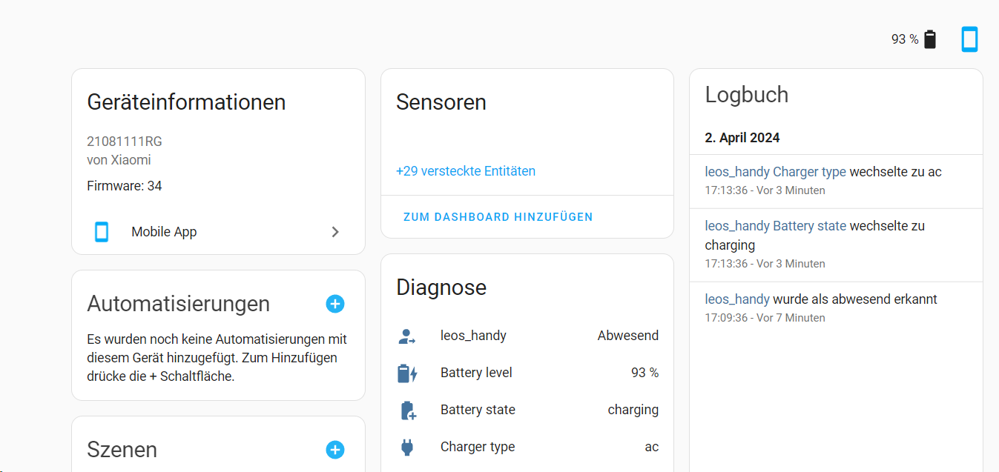 93 %
Geräteinformationen
21081111RG
von Xiaomi
Firmware: 34
Mobile App
Automatisierungen
Es wurden noch keine Automatisierungen mit
diesem Gerät hinzugefügt. Zum Hinzufügen
drücke die + Schaltfläche.
Szenen
Sensoren
+29 versteckte Entitäten
ZUM DASHBOARD HINZUFÜGEN
Diagnose
leos_handy Abwesend
Battery level 93 %
Battery state charging
Charger type ac
Logbuch
2. April 2024
leos_handy Charger type wechselte zu ac
17:13:36 - Vor 3 Minuten
leos_handy Battery state wechselte zu
charging
17:13:36 - Vor 3 Minuten
leos_handy wurde als abwesend erkannt
17:09:36 - Vor 7 Minuten